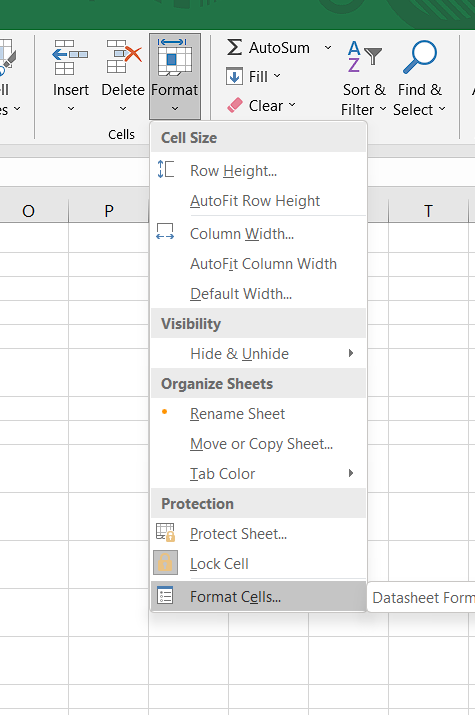 Insert
Delete
Format
AutoSum
Fill
Clear
Sort &
Filter
Find &
Select
Cells
Cell Size
Row Height...
AutoFit Row Height
Column Width...
AutoFit Column Width
Default Width...
Visibility
Hide & Unhide
Organize Sheets
Rename Sheet
Move or Copy Sheet...
Tab Color
Protection
Protect Sheet...
Lock Cell
Format Cells...
Datasheet Form
O
P
T